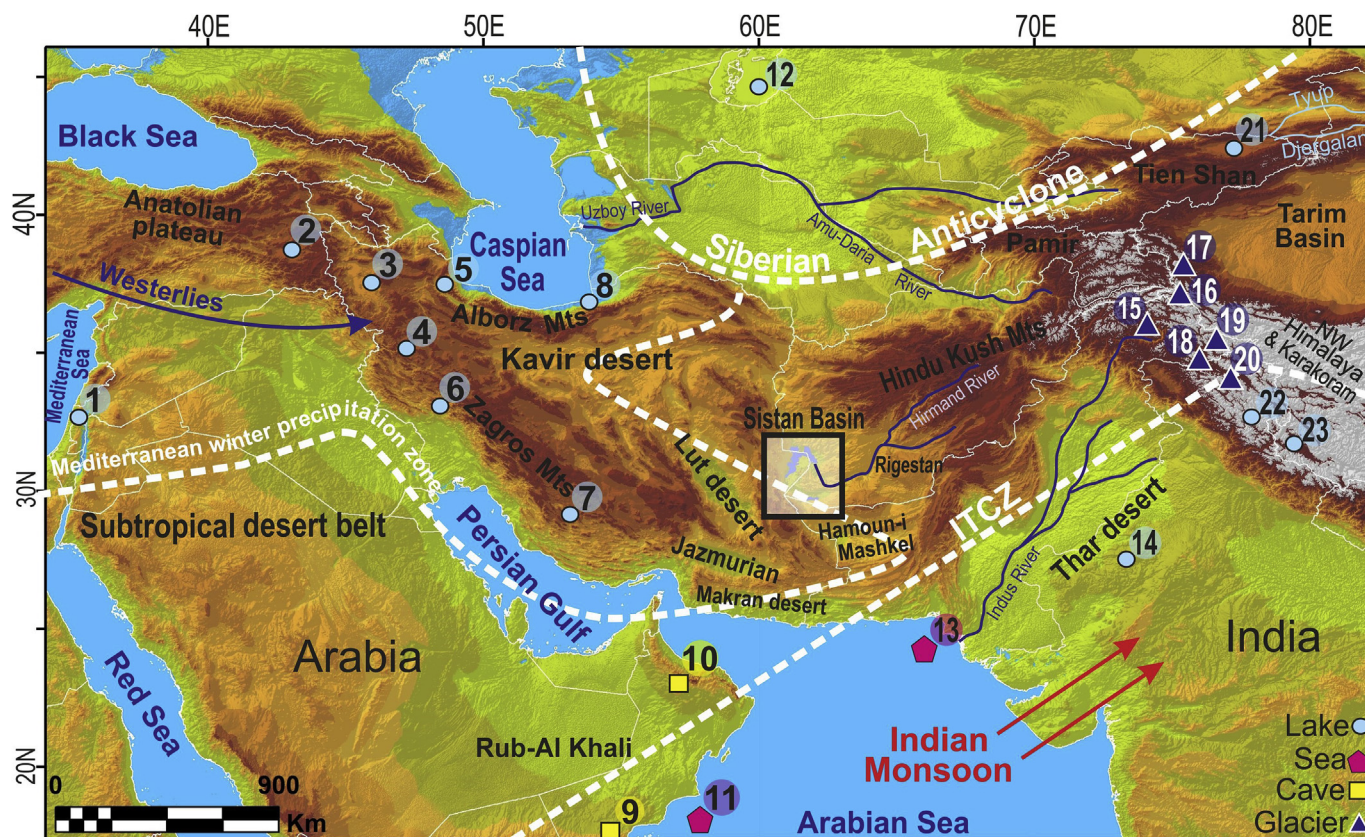 40E
50E
60E
70E
80E
40N
30N
20N
Black Sea
Anatolian
plateau
Westerlies
Mediterranean
Sea
Caspian
Sea
Uzboy River
Amu-Daria
River
Siberian
Anticyclone
Tyup
Djergalan
Tien Shan
Pamir
Tarim
Basin
Alborz Mts
Kavir desert
Hindu Kush Mts
Hirmand River
NW
Himalaya
& Karakoram
Sistan Basin
Rigestan
Zagros Mts
Lut desert
Mediterranean winter precipitation zone
Subtropical desert belt
Persian Gulf
Jazmurian
Hamoun-i
Mashkel
Makran desert
ITCZ
Indus River
Thar desert
Arabia
India
Red Sea
Rub-Al Khali
Indian
Monsoon
Arabian Sea
1
2
3
4
5
6
7
8
9
10
11
12
13
14
15
16
17
18
19
20
21
22
23
0
900
Km
Lake
Sea
Cave
Glacier